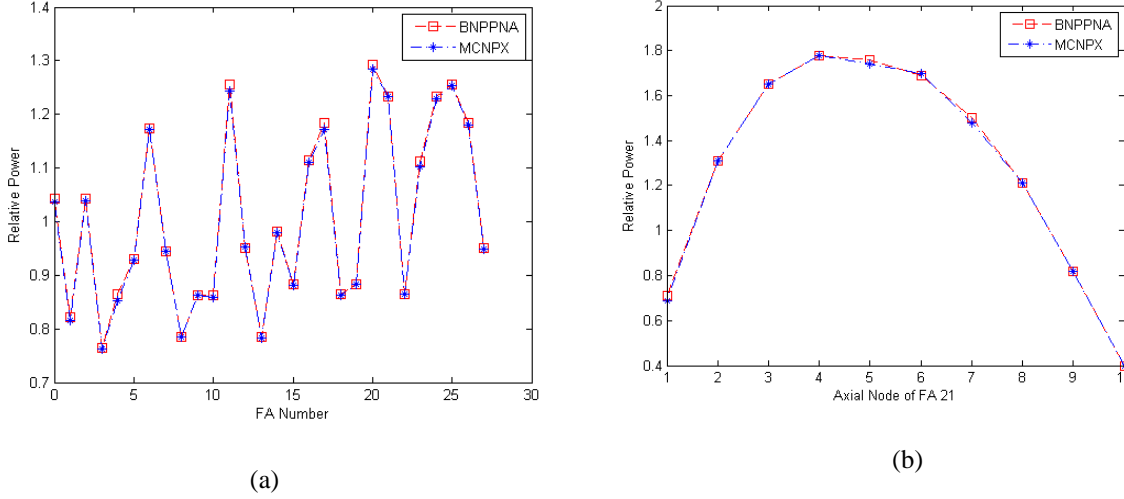 1.4
1.3
1.2
1.1
1
0.9
0.8
0.7
0 5 10 15 20 25 30
Relative Power
FA Number
BNPPNA
MCNPX
(a)
2
1.8
1.6
1.4
1.2
1
0.8
0.6
0.4
1 2 3 4 5 6 7 8 9 1
Relative Power
Axial Node of FA 21
BNPPNA
MCNPX
(b)